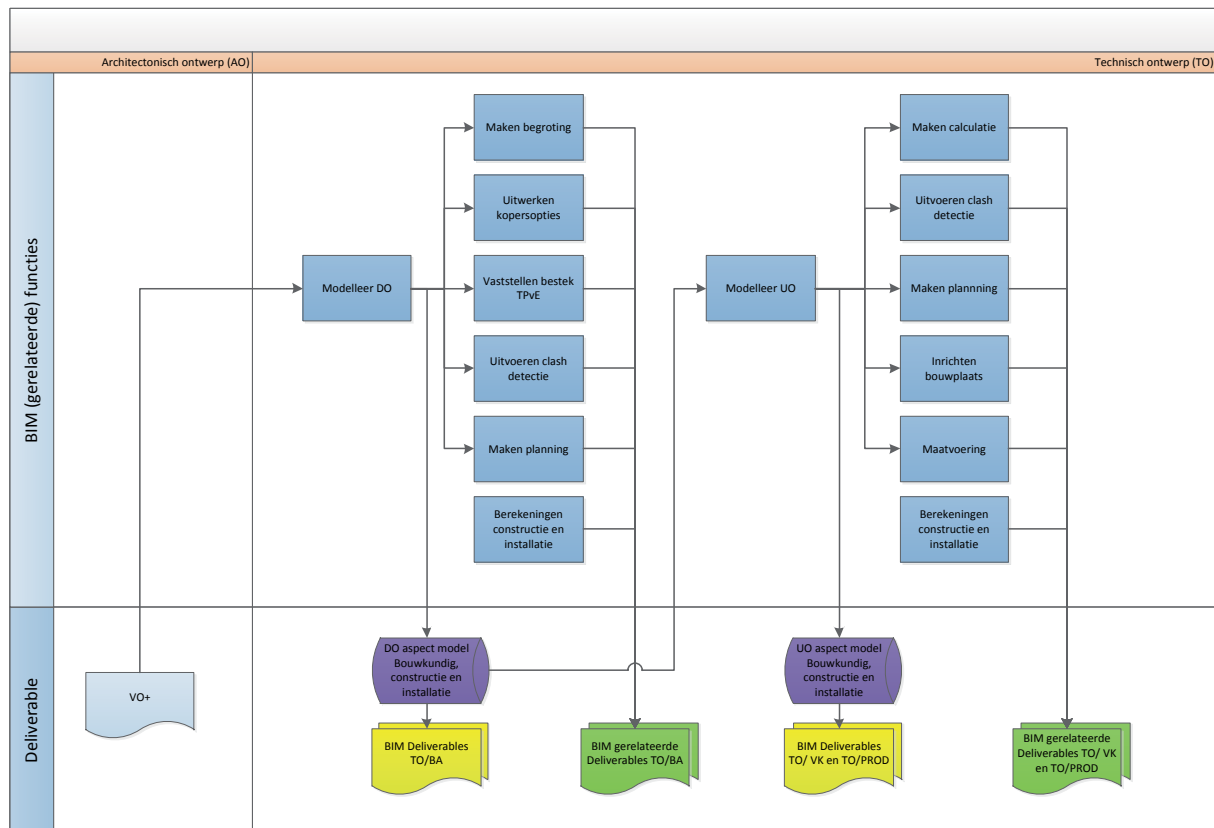 Architectonisch ontwerp (AO)
Technisch ontwerp (TO)
BIM (gerelateerde) functies
Modelleer DO
Maken begroting
Uitwerken
kopersopties
Vaststellen bestek
TPvE
Uitvoeren clash
detectie
Maken planning
Berekeningen
constructie en
installatie
Modelleer UO
Maken calculatie
Uitvoeren clash
detectie
Maken plannning
Inrichten
bouwplaats
Maatvoering
Berekeningen
constructie en
installatie
Deliverable
VO+
DO aspect model
Bouwkundig,
constructie en
installatie
BIM Deliverables
TO/BA
BIM gerelateerde
Deliverables TO/BA
UO aspect model
Bouwkundig,
constructie en
installatie
BIM Deliverables
TO/ VK en TO/PROD
BIM gerelateerde
Deliverables TO/ VK
en TO/PROD